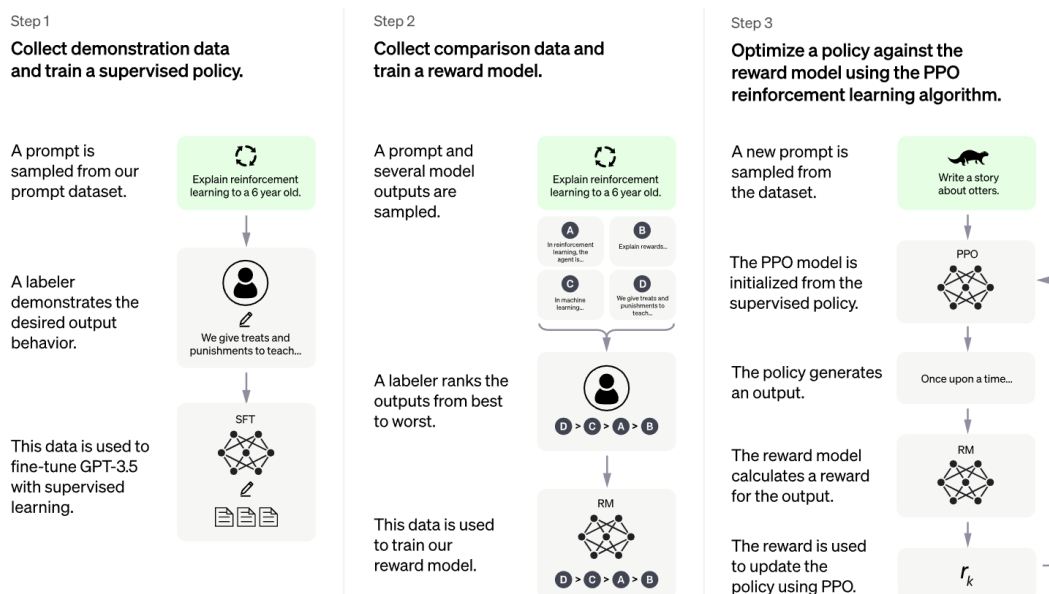 Step 1
Collect demonstration data
and train a supervised policy.
A prompt is
sampled from our
prompt dataset.
Explain reinforcement
learning to a 6 year old.
A labeler
demonstrates the
desired output
behavior.
We give treats and
punishments to teach...
This data is used to
fine-tune GPT-3.5
with supervised
learning.
SFT
Step 2
Collect comparison data and
train a reward model.
A prompt and
several model
outputs are
sampled.
Explain reinforcement
learning to a 6 year old.
A
In reinforcement
learning, the
agent is...
B
Explain rewards...
C
In machine
learning...
D
We give treats and
punishments to
teach...
A labeler ranks the
outputs from best
to worst.
D > C > A > B
This data is used
to train our
reward model.
RM
D > C > A > B
Step 3
Optimize a policy against the
reward model using the PPO
reinforcement learning algorithm.
A new prompt is
sampled from
the dataset.
Write a story
about otters.
The PPO model is
initialized from the
supervised policy.
PPO
The policy generates
an output.
Once upon a time...
The reward model
calculates a reward
for the output.
RM
The reward is used
to update the
policy using PPO.
rk